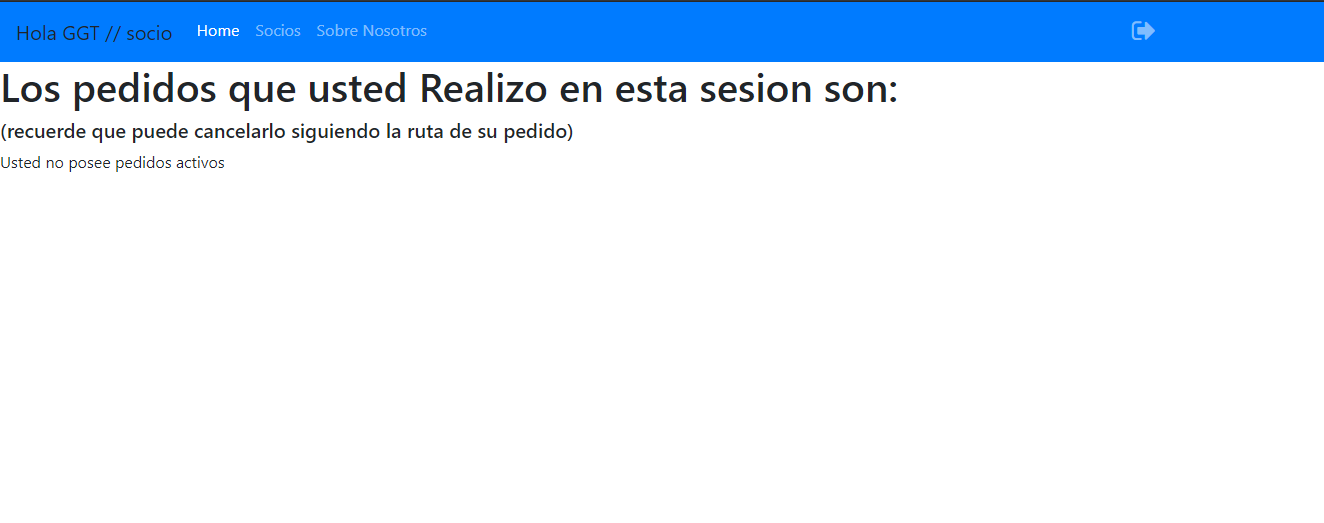 Hola GGT // socio Home Socios Sobre Nosotros
Los pedidos que usted Realizo en esta sesion son:
(recuerde que puede cancelarlo siguiendo la ruta de su pedido)
Usted no posee pedidos activos